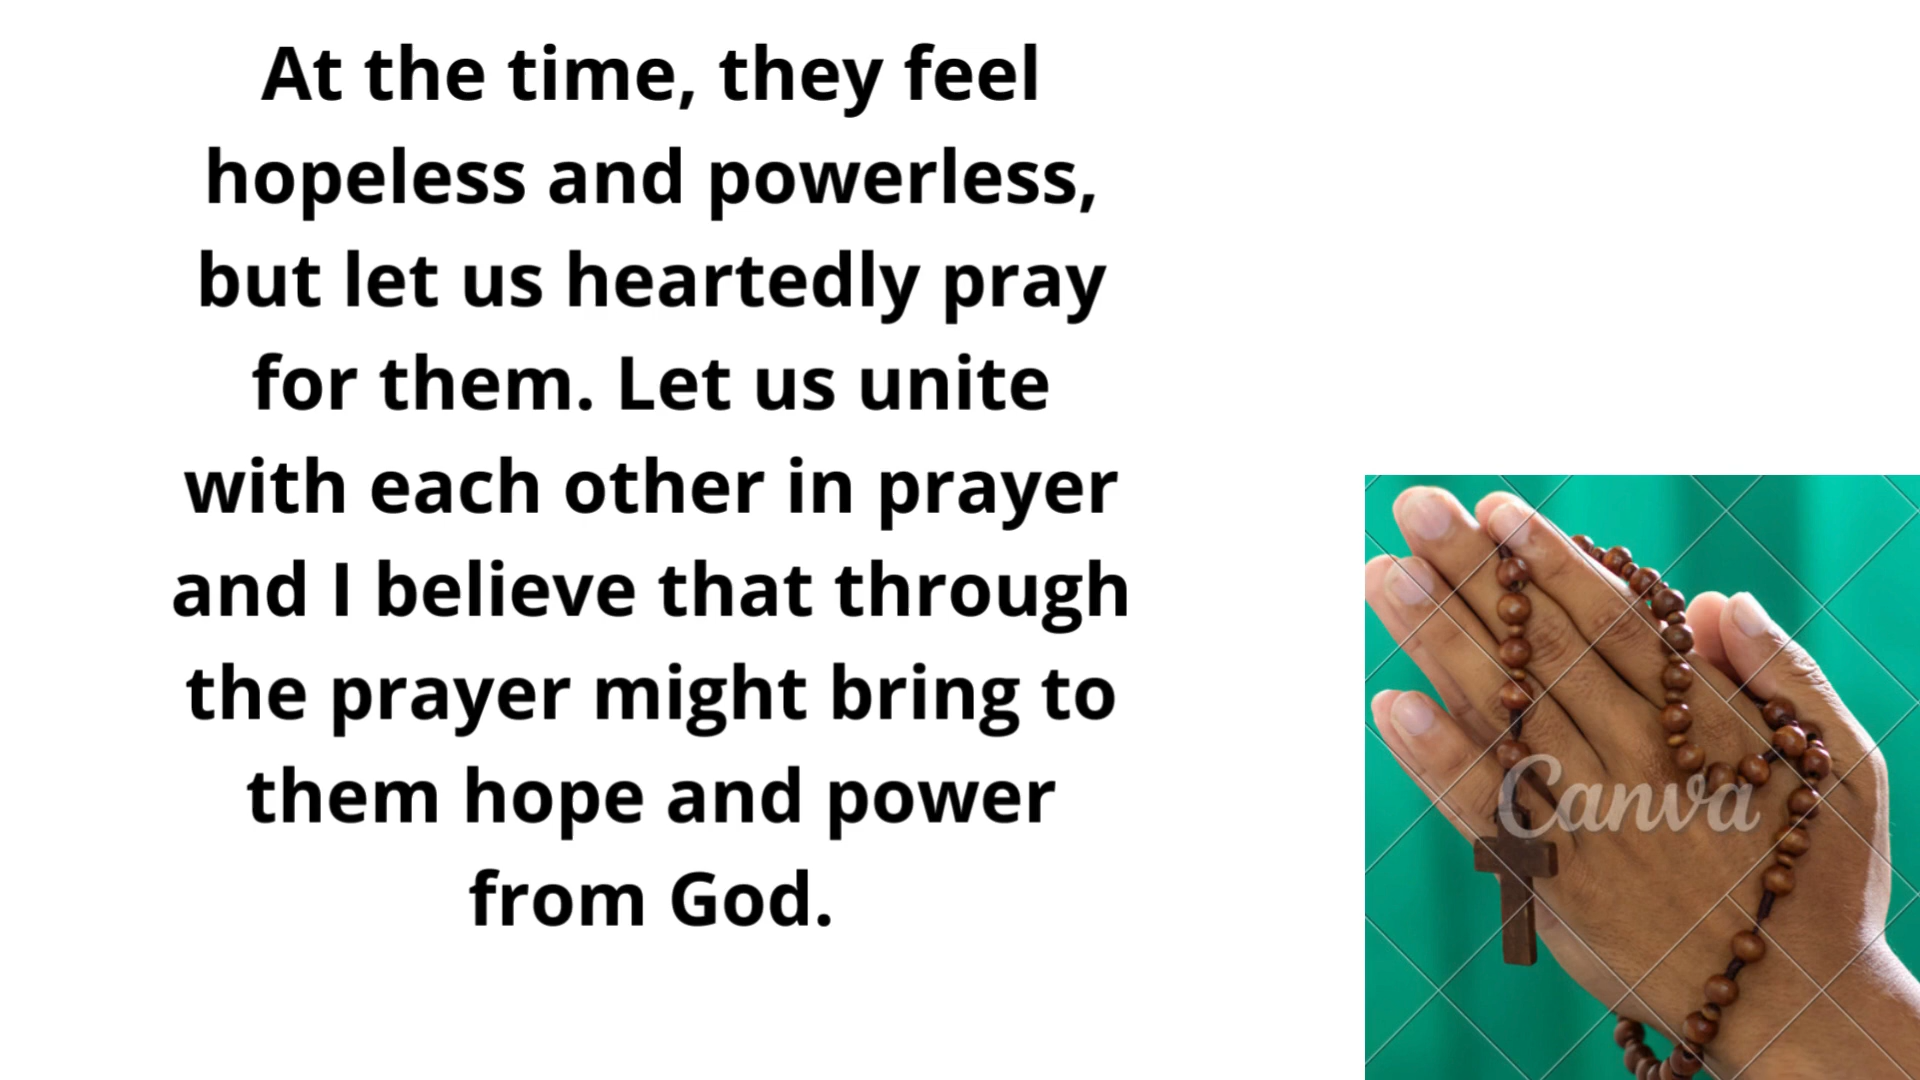 At the time, they feel
hopeless and powerless,
but let us heartedly pray
for them. Let us unite
with each other in prayer
and I believe that through
the prayer might bring to
them hope and power
from God.
Canva